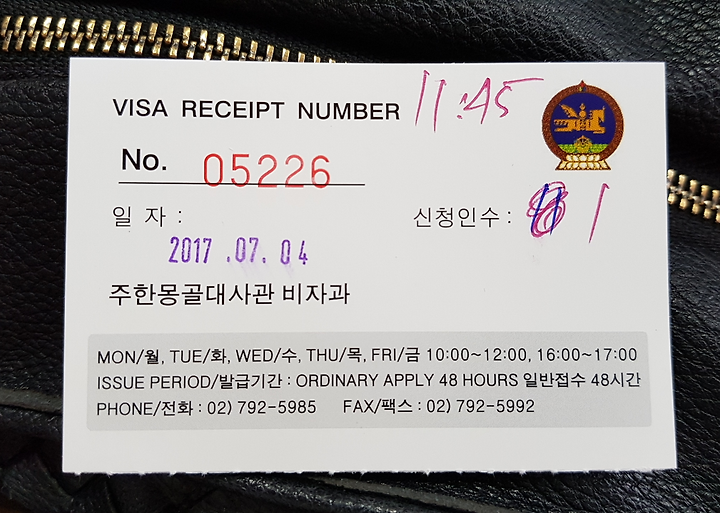 VISA RECEIPT NUMBER 11:45
No. 05226
일 자 :
신청인수 : 1
2017.07.04
주한몽골대사관 비자과
MON/월, TUE/화, WED/수, THU/목, FRI/금 10:00~12:00, 16:00~17:00
ISSUE PERIOD/발급기간 : ORDINARY APPLY 48 HOURS 일반접수 48시간
PHONE/전화 : 02) 792-5985 FAX/팩스 : 02) 792-5992